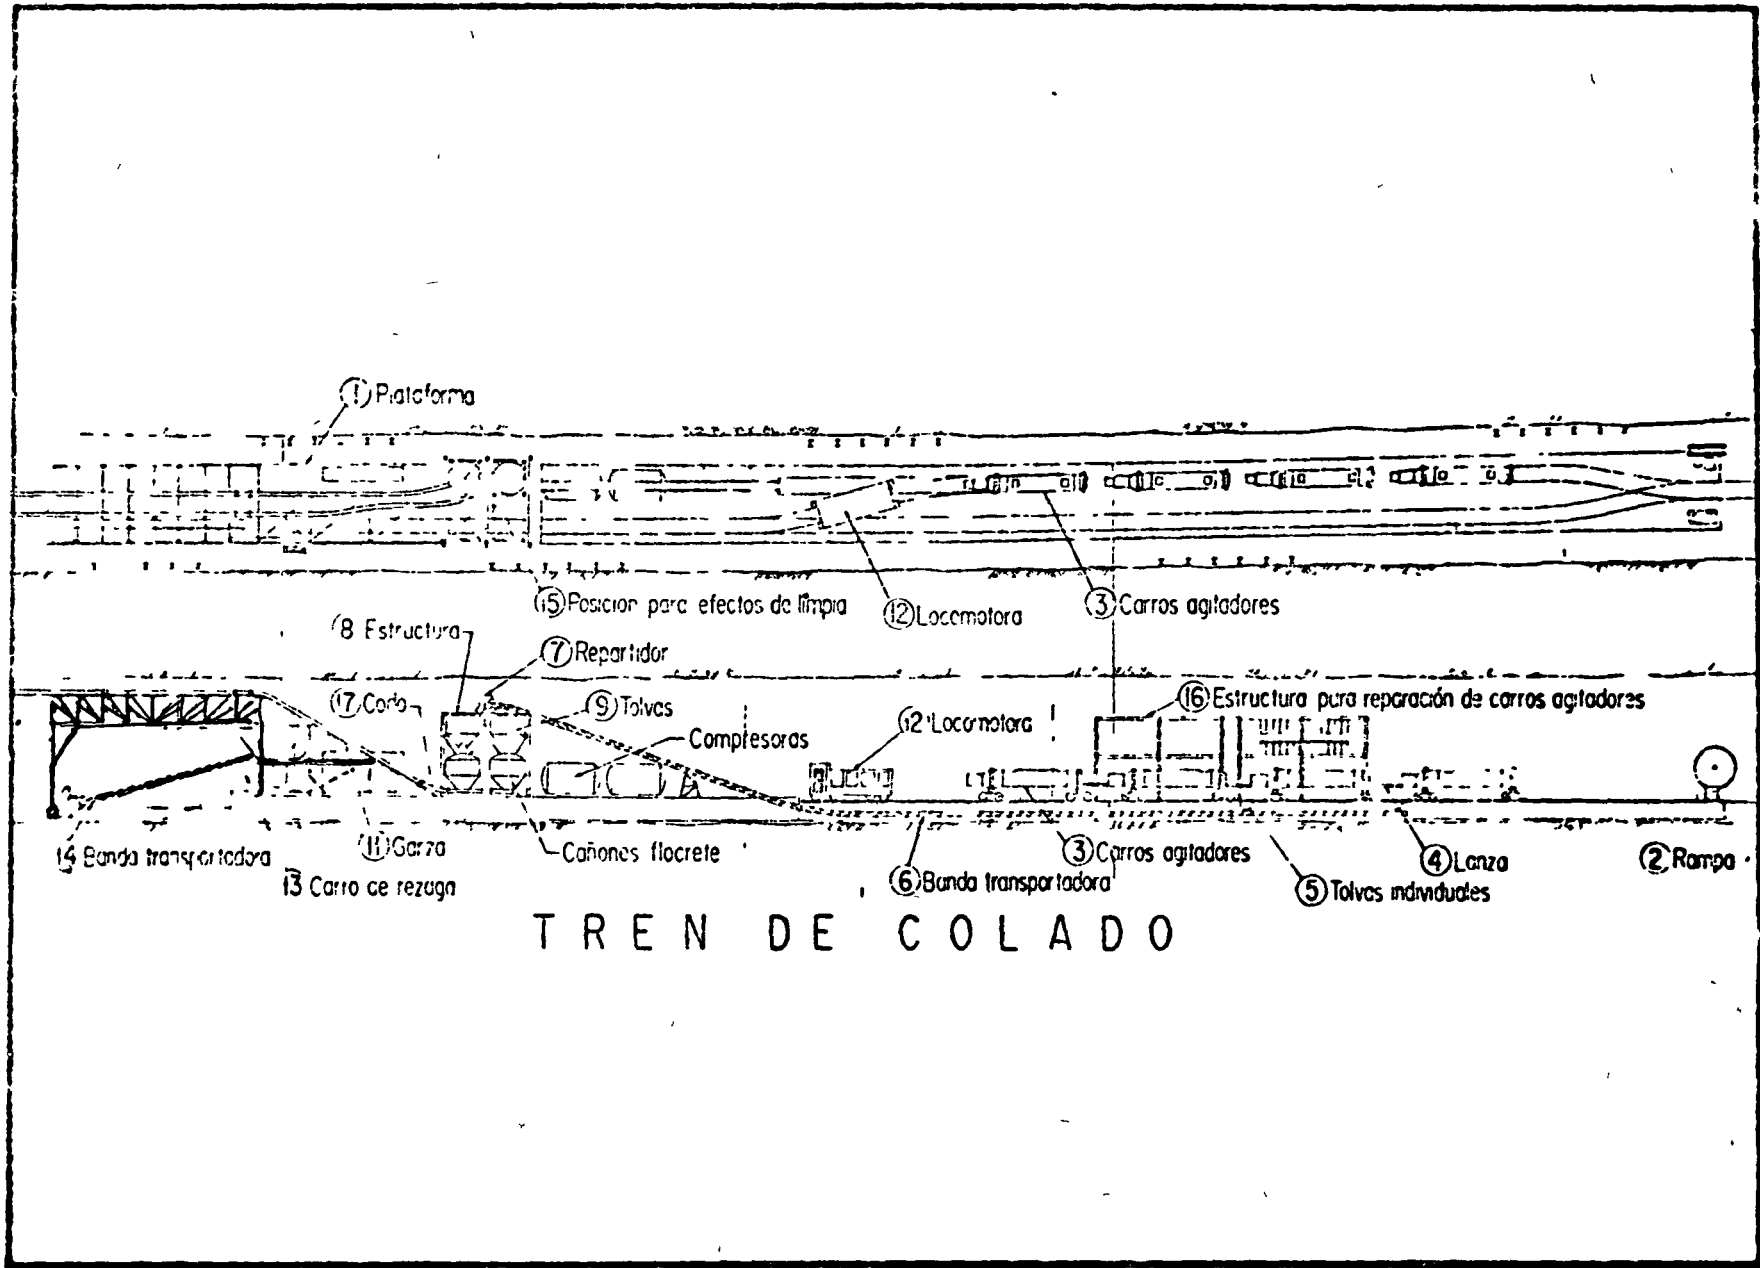 ① Plataforma
⑮ Posicion para efectos de limpia
⑫ Locomotora
③ Carros agitadores
8 Estructura
⑦ Repartidor
⑰ Codo
⑨ Tolvas
Compresoras
⑫ Locomotora
⑯ Estructura para reparación de carros agitadores
14 Banda transportadora
⑪ Garza
13 Carro de rezaga
Cañones flocrete
⑥ Banda transportadora
③ Carros agitadores
④ Lanza
⑤ Tolvas individuales
② Rampa
TREN DE COLADO